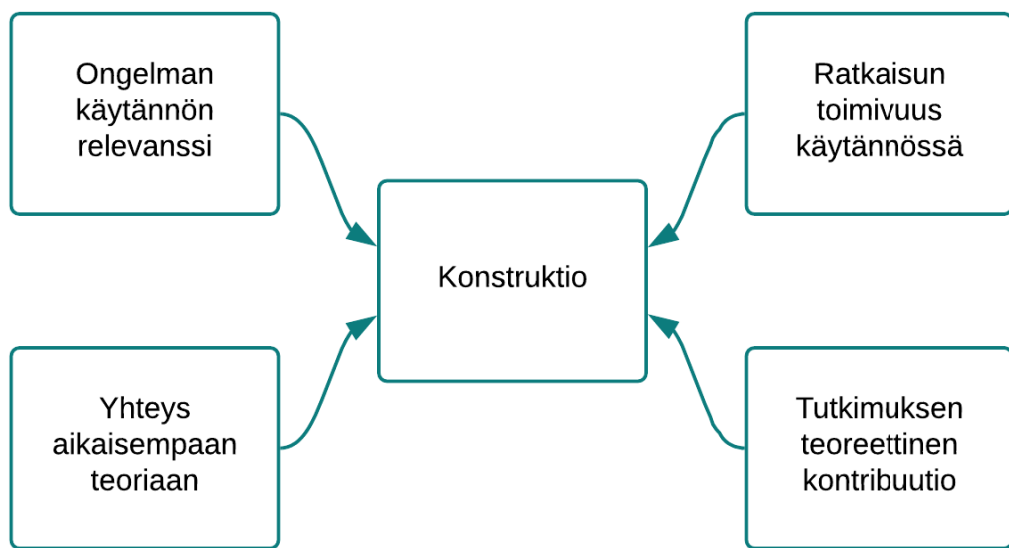 Ongelman
käytännön
relevanssi
Ratkaisun
toimivuus
käytännössä
Konstruktio
Yhteys
aikaisempaan
teoriaan
Tutkimuksen
teoreettinen
kontribuutio